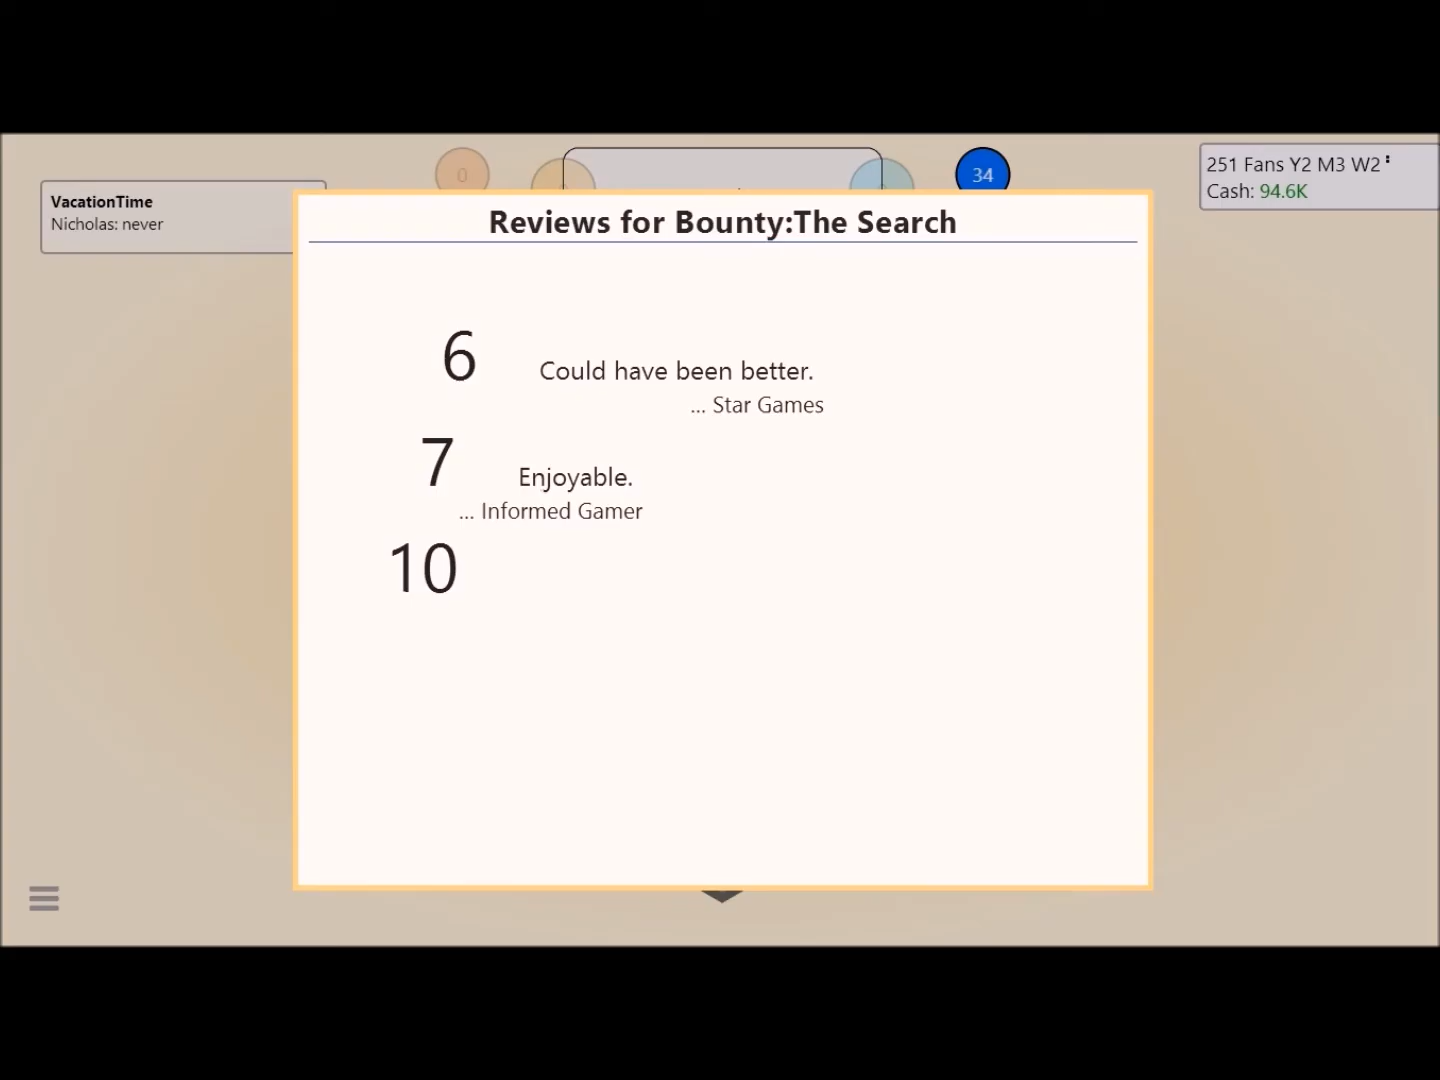 0
34
251 Fans Y2 M3 W2
Cash: 94.6K
VacationTime
Nicholas: never
Reviews for Bounty:The Search
6
Could have been better.
... Star Games
7
Enjoyable.
... Informed Gamer
10